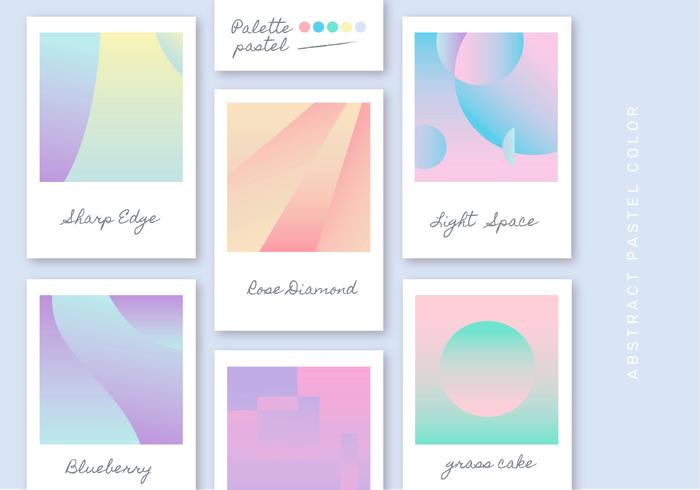 Palette
pastel
Sharp Edge
Rose Diamond
Light Space
Blueberry
grass cake
ABSTRACT PASTEL COLOR